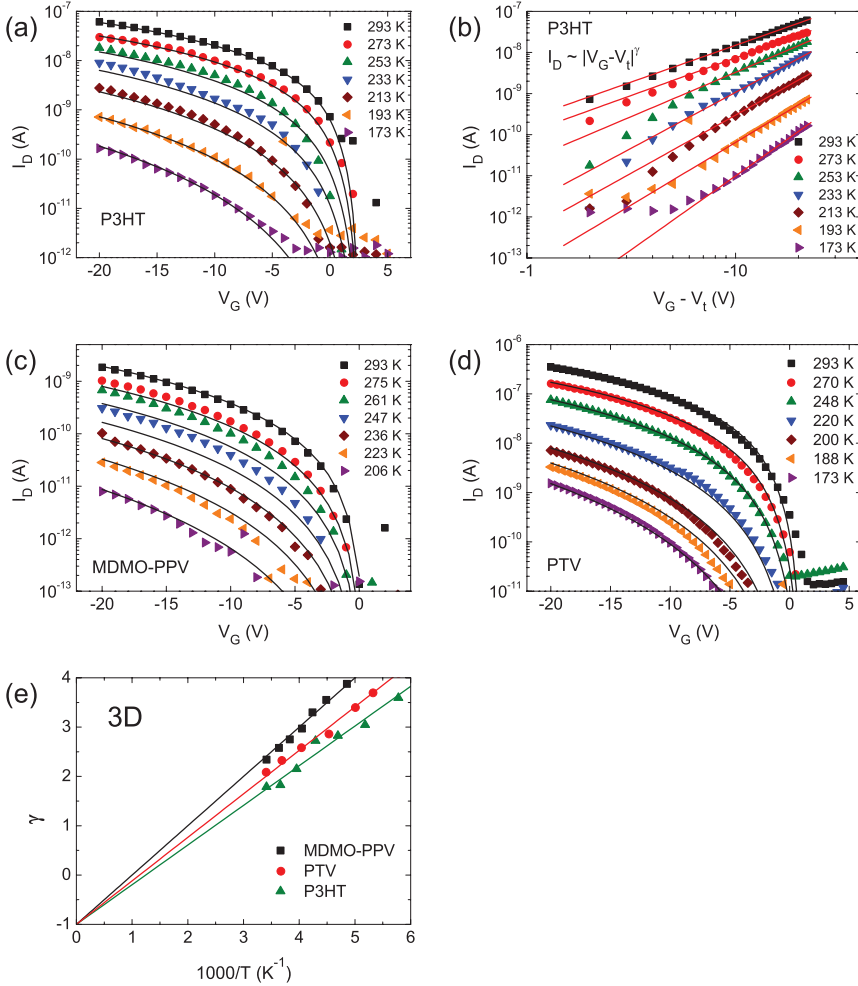 (a)
10⁻⁷
10⁻⁸
10⁻⁹
10⁻¹⁰
10⁻¹¹
10⁻¹²
I_D (A)
-20 -15 -10 -5 0 5
V_G (V)
P3HT
293 K
273 K
253 K
233 K
213 K
193 K
173 K
(b)
P3HT
I_D ~ |V_G-V_t|^γ
10⁻⁷
10⁻⁸
10⁻⁹
10⁻¹⁰
10⁻¹¹
10⁻¹²
10⁻¹³
I_D (A)
-1 -10
V_G - V_t (V)
293 K
273 K
253 K
233 K
213 K
193 K
173 K
(c)
10⁻⁹
10⁻¹⁰
10⁻¹¹
10⁻¹²
10⁻¹³
I_D (A)
-20 -15 -10 -5 0
V_G (V)
MDMO-PPV
293 K
275 K
261 K
247 K
236 K
223 K
206 K
(d)
10⁻⁶
10⁻⁷
10⁻⁸
10⁻⁹
10⁻¹⁰
10⁻¹¹
I_D (A)
-20 -15 -10 -5 0 5
V_G (V)
PTV
293 K
270 K
248 K
220 K
200 K
188 K
173 K
(e)
3D
4
3
2
1
0
-1
γ
0 1 2 3 4 5 6
1000/T (K⁻¹)
MDMO-PPV
PTV
P3HT